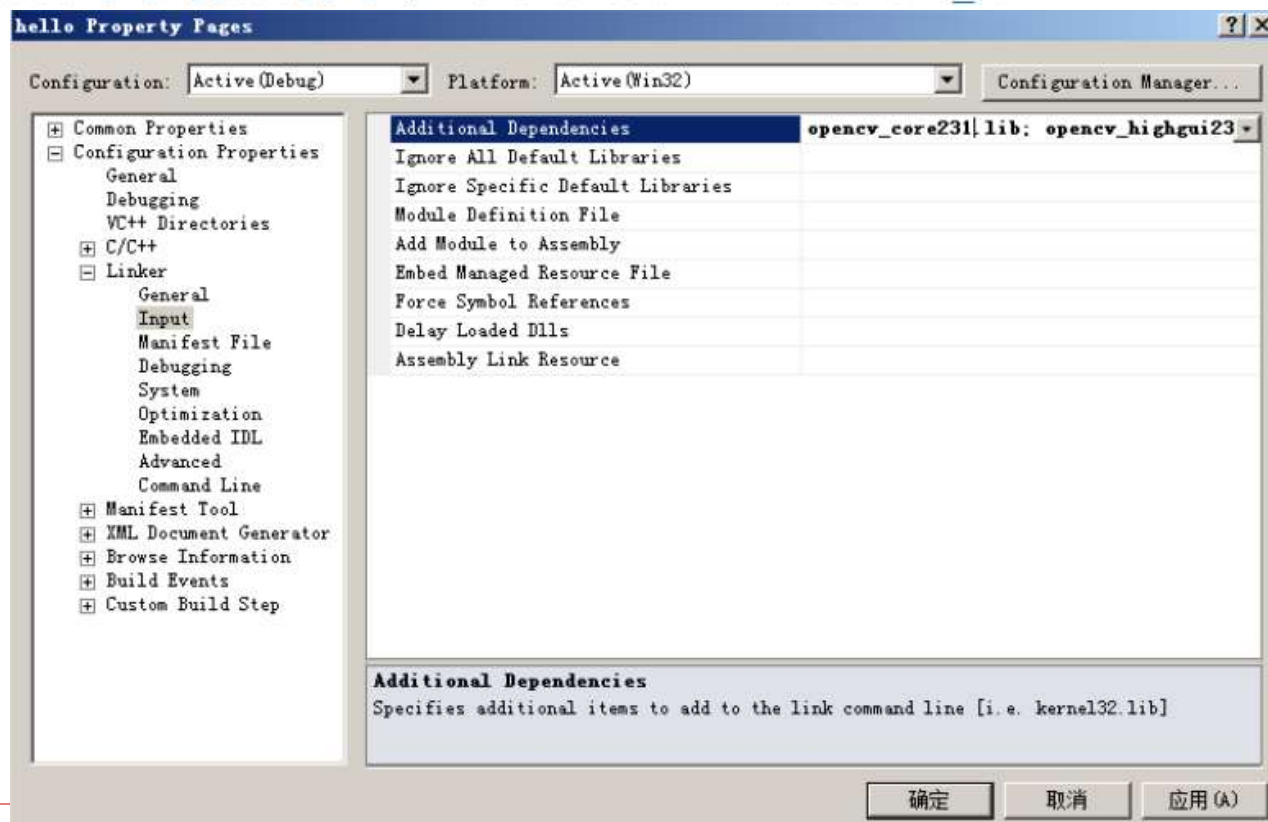 hello Property Pages
Configuration: Active(Debug) Platform: Active(Win32) Configuration Manager...
Common Properties
Configuration Properties
General
Debugging
VC++ Directories
C/C++
Linker
General
Input
Manifest File
Debugging
System
Optimization
Embedded IDL
Advanced
Command Line
Manifest Tool
XML Document Generator
Browse Information
Build Events
Custom Build Step
Additional Dependencies opencv_core231.lib; opencv_highgui23
Ignore All Default Libraries
Ignore Specific Default Libraries
Module Definition File
Add Module to Assembly
Embed Managed Resource File
Force Symbol References
Delay Loaded Dlls
Assembly Link Resource
Additional Dependencies
Specifies additional items to add to the link command line [i.e. kernel32.lib]
确定 取消 应用(A)